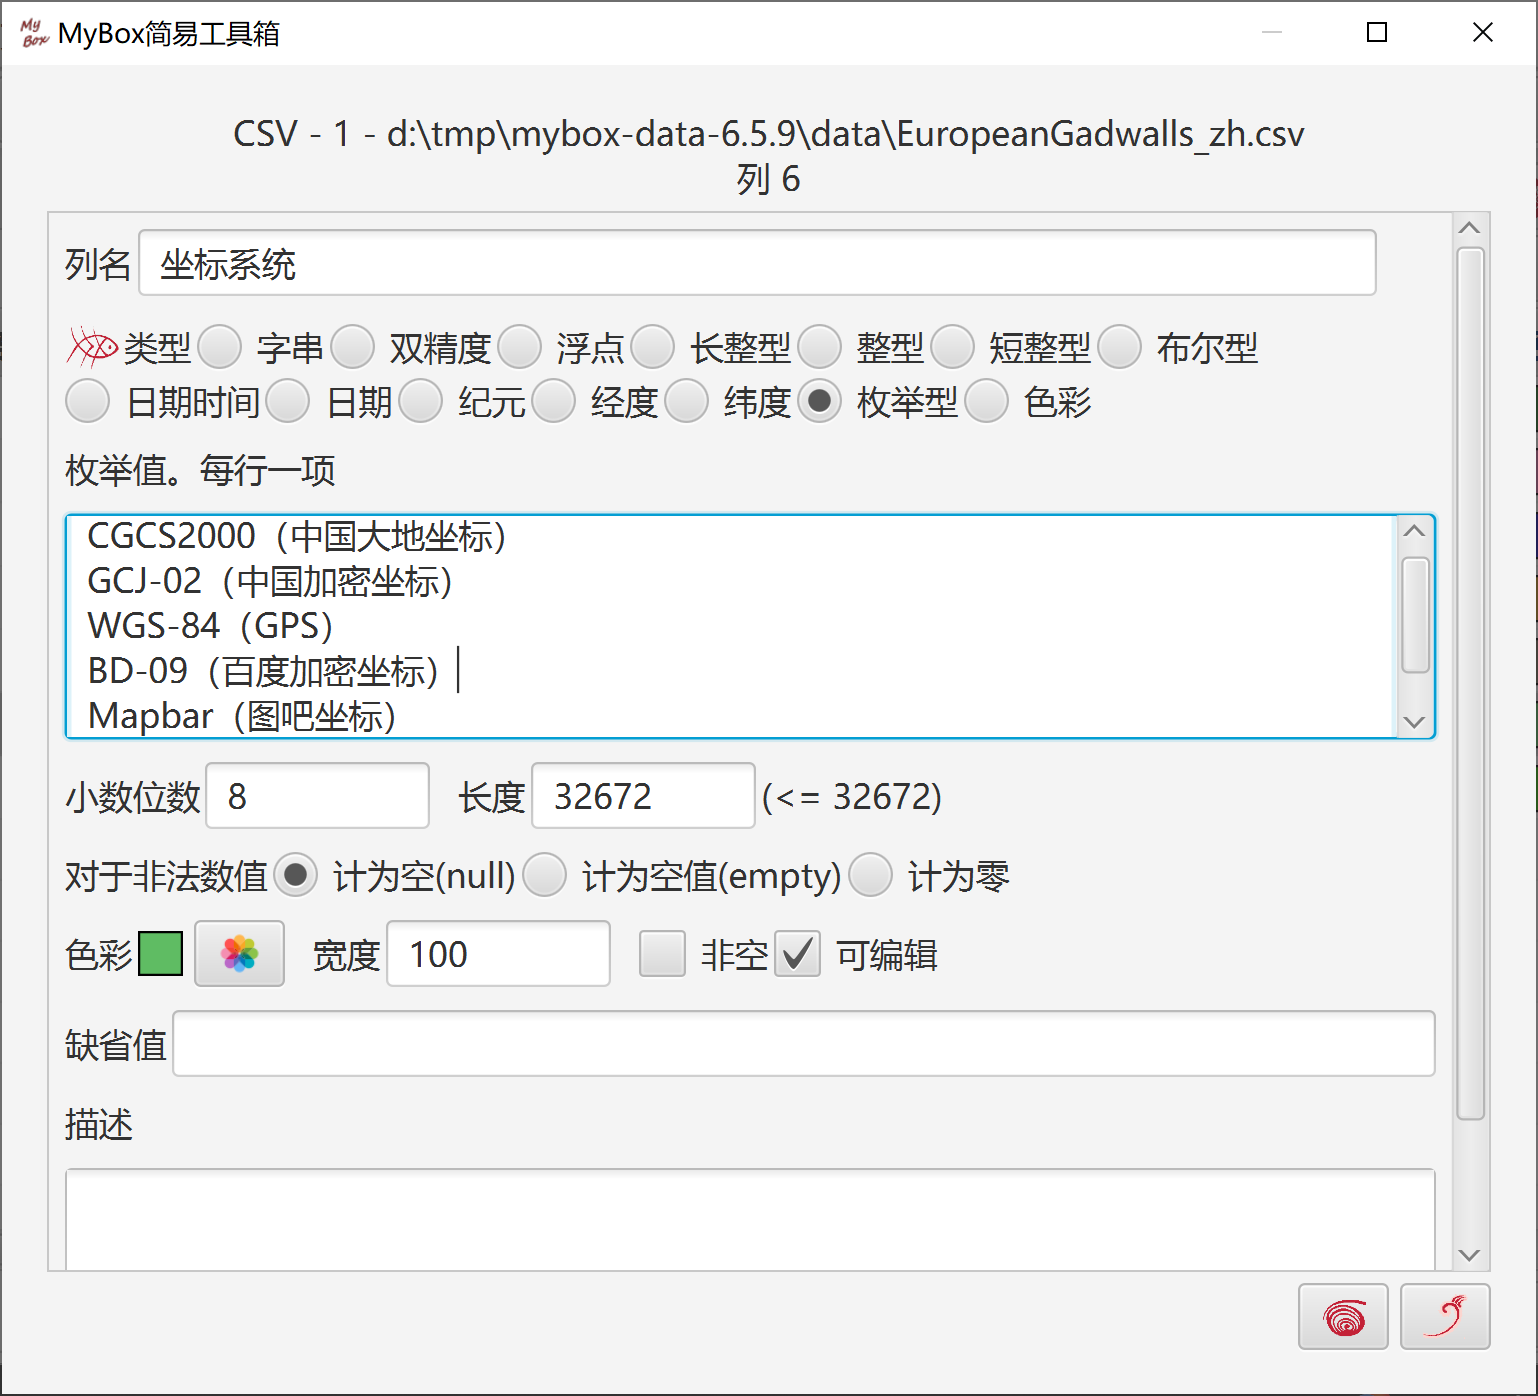 My Box MyBox简易工具箱
CSV - 1 - d:\tmp\mybox-data-6.5.9\data\EuropeanGadwalls_zh.csv
列 6
列名 坐标系统
类型 字串 双精度 浮点 长整型 整型 短整型 布尔型
日期时间 日期 纪元 经度 纬度 枚举型 色彩
枚举值。每行一项
CGCS2000（中国大地坐标）
GCJ-02（中国加密坐标）
WGS-84（GPS）
BD-09（百度加密坐标）
Mapbar（图吧坐标）
小数位数 8 长度 32672 (<= 32672)
对于非法数值 计为空(null) 计为空值(empty) 计为零
色彩 宽度 100 非空 可编辑
缺省值
描述